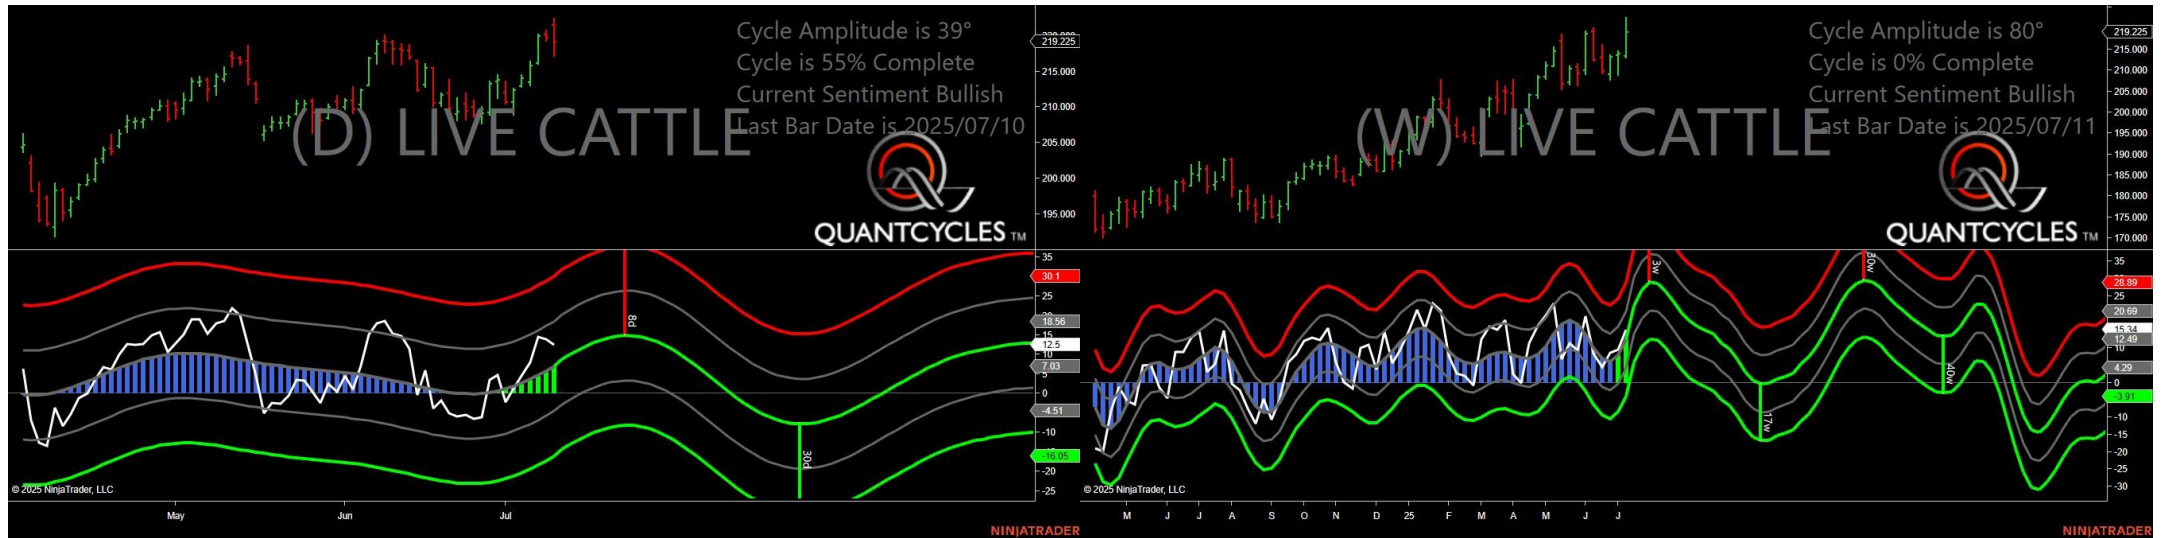 Cycle Amplitude is 39°
Cycle is 55% Complete
Current Sentiment Bullish
Last Bar Date is 2025/07/10
(D) LIVE CATTLE
QUANTCYCLES TM
219.225
215.000
210.000
205.000
200.000
195.000
35
30.1
25
18.56
15
12.5
10
7.03
5
0
-4.51
-10
-16.05
-20
-25
8d
30d
© 2025 NinjaTrader, LLC
May Jun Jul
NINJATRADER
Cycle Amplitude is 80°
Cycle is 0% Complete
Current Sentiment Bullish
Last Bar Date is 2025/07/11
(W) LIVE CATTLE
QUANTCYCLES TM
219.225
215.000
210.000
205.000
200.000
195.000
190.000
185.000
180.000
175.000
170.000
35
28.89
25
20.69
15.34
12.49
10
4.29
0
-3.91
-10
-15
-20
-25
-30
3w
17w
30w
40w
© 2025 NinjaTrader, LLC
M J J A S O N D 25 F M A M J J
NINJATRADER